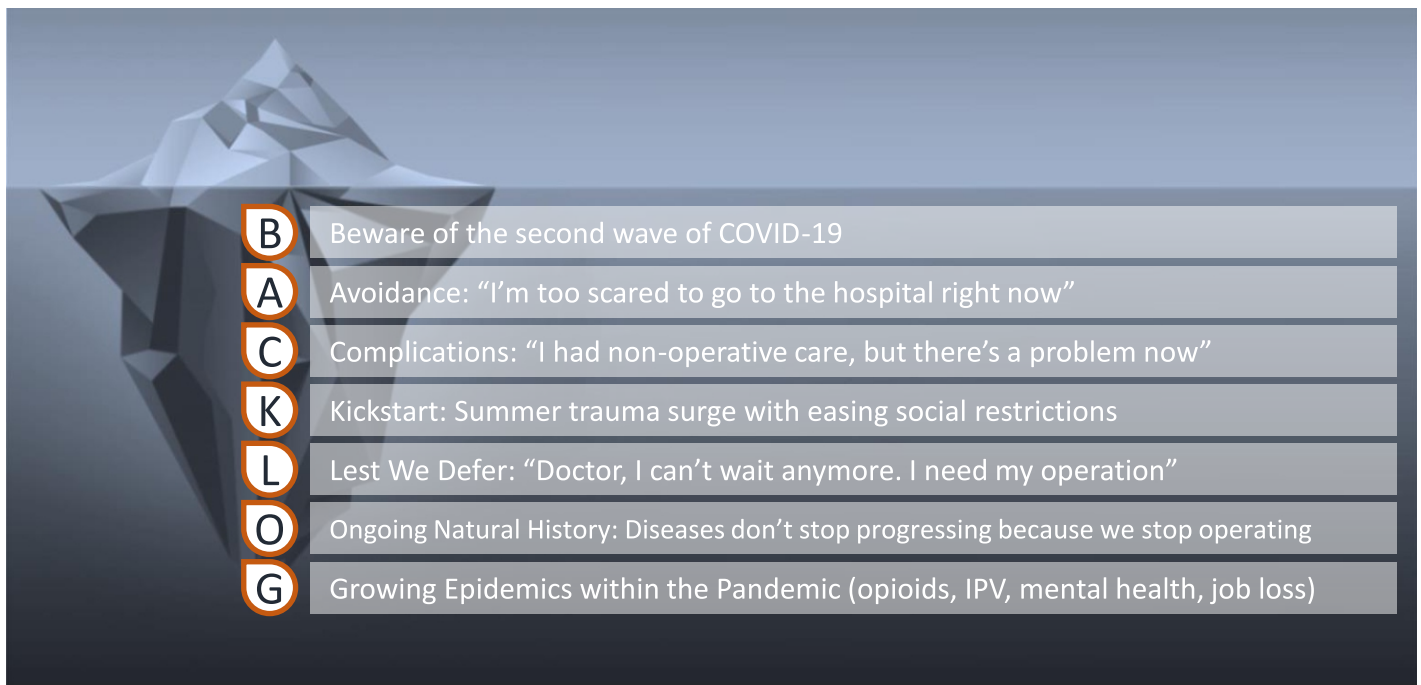 B Beware of the second wave of COVID-19
A Avoidance: “I’m too scared to go to the hospital right now”
C Complications: “I had non-operative care, but there’s a problem now”
K Kickstart: Summer trauma surge with easing social restrictions
L Lest We Defer: “Doctor, I can’t wait anymore. I need my operation”
O Ongoing Natural History: Diseases don’t stop progressing because we stop operating
G Growing Epidemics within the Pandemic (opioids, IPV, mental health, job loss)